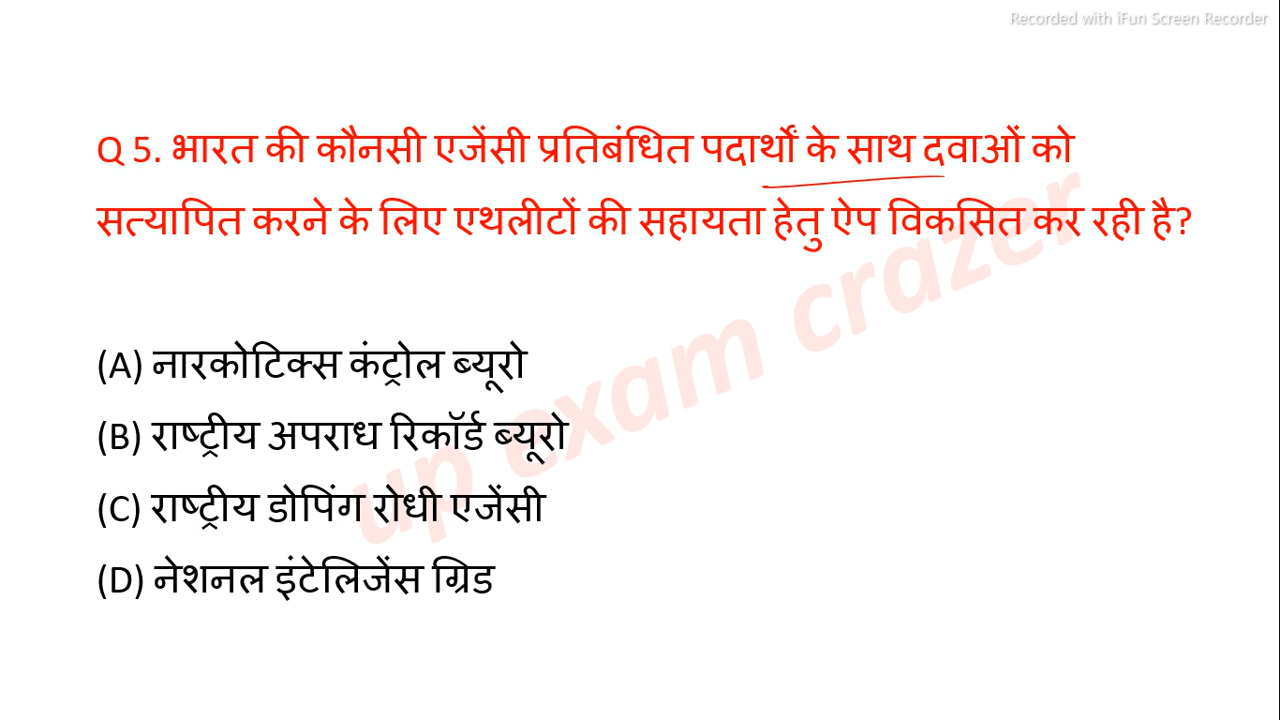 Recorded with iFun Screen Recorder
Q 5. भारत की कौनसी एजेंसी प्रतिबंधित पदार्थों के साथ दवाओं को
सत्यापित करने के लिए एथलीटों की सहायता हेतु ऐप विकसित कर रही है?
up exam crazer
(A) नारकोटिक्स कंट्रोल ब्यूरो
(B) राष्ट्रीय अपराध रिकॉर्ड ब्यूरो
(C) राष्ट्रीय डोपिंग रोधी एजेंसी
(D) नेशनल इंटेलिजेंस ग्रिड